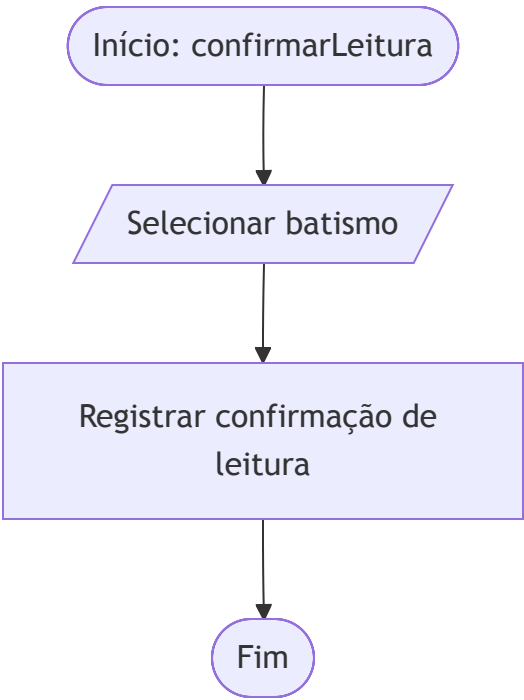 Início: confirmarLeitura
Selecionar batismo
Registrar confirmação de
leitura
Fim